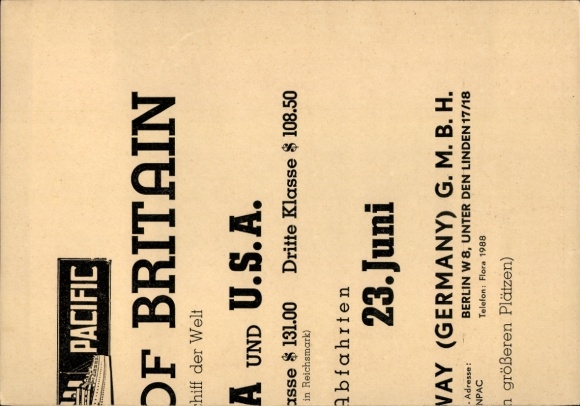 PACIFIC
OF BRITAIN
chiff der Welt
A UND U.S.A.
asse $ 131.00 Dritte Klasse $ 108.50
in Reichsmark)
Abfahrten
23. Juni
WAY (GERMANY) G. M. B. H.
Adresse: BERLIN W 8, UNTER DEN LINDEN 17/18
NPAC Telefon: Flora 1988
n größeren Plätzen)